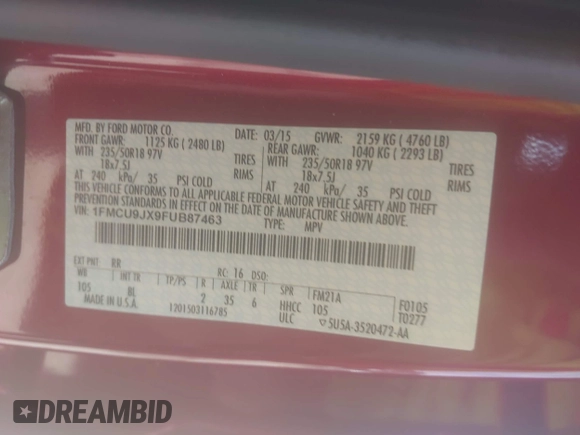 MFD. BY FORD MOTOR CO.
DATE: 03/15 GVWR: 2159 KG ( 4760 LB)
FRONT GAWR: 1125 KG ( 2480 LB) REAR GAWR: 1040 KG ( 2293 LB)
WITH 235/50R18 97V TIRES WITH 235/50R18 97V TIRES
18x7.5J RIMS 18x7.5J RIMS
AT 240 kPa/ 35 PSI COLD AT 240 kPa/ 35 PSI COLD
THIS VEHICLE CONFORMS TO ALL APPLICABLE FEDERAL MOTOR VEHICLE SAFETY AND THEFT
PREVENTION STANDARDS IN EFFECT ON THE DATE OF MANUFACTURE SHOWN ABOVE.
VIN: 1FMCU9JX9FUB87463
TYPE: MPV
EXT PNT: RR RC: 16 DSO:
WB INT TR TP/PS R AXLE TR SPR FM21A F0105
105 8L 2 35 6 HHCC 105 T0277
MADE IN U.S.A. 1201503116785 ULC 5U5A-3520472-AA
DREAMBID